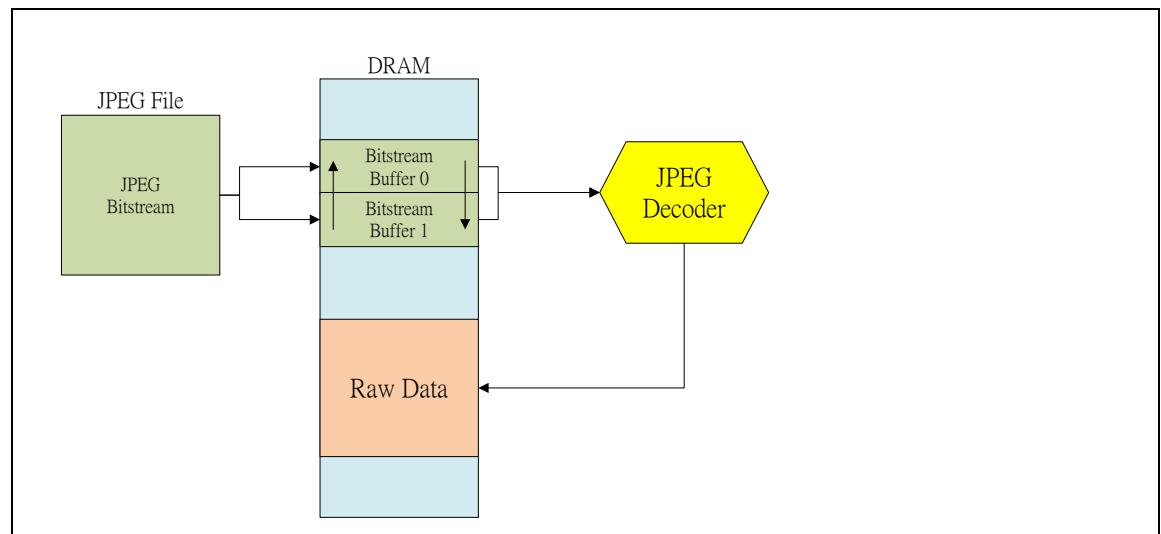 DRAM
JPEG File
JPEG
Bitstream
Bitstream
Buffer 0
Bitstream
Buffer 1
JPEG
Decoder
Raw Data